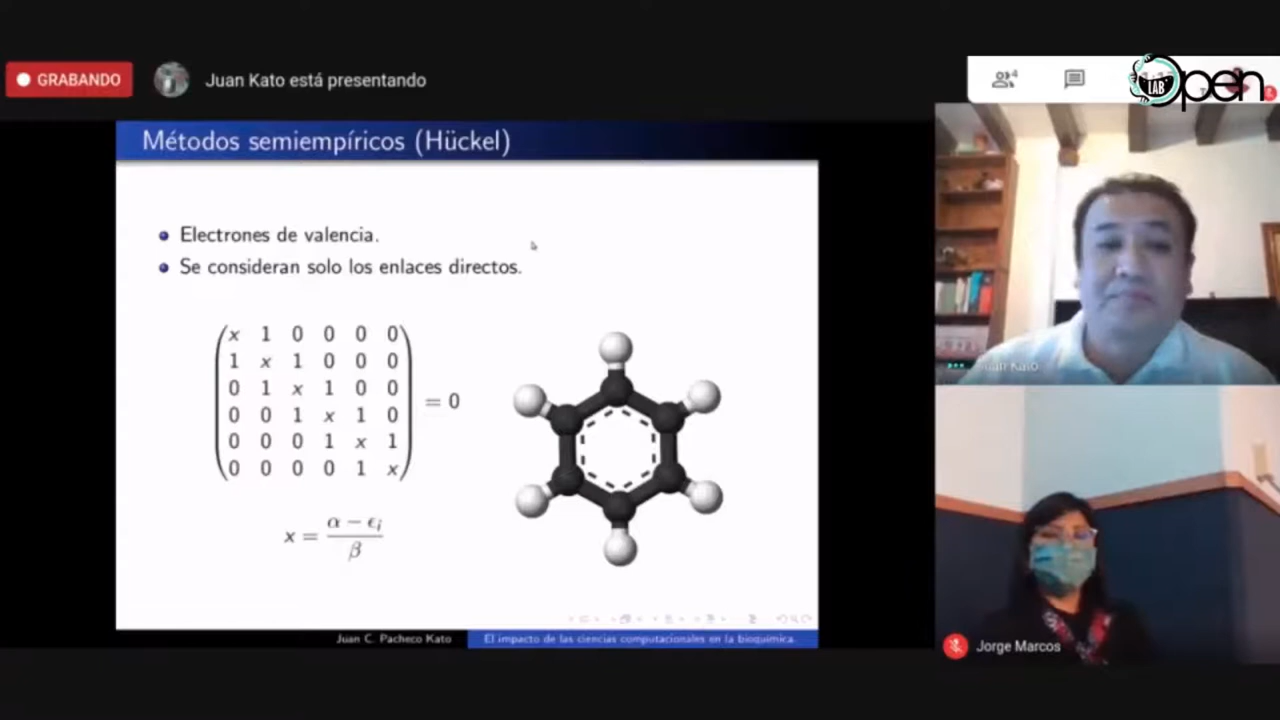 GRABANDO
Juan Kato está presentando
4
Open
LAB
Métodos semiempíricos (Hückel)
Electrones de valencia.
Se consideran solo los enlaces directos.
x 1 0 0 0 0
1 x 1 0 0 0
0 1 x 1 0 0
0 0 1 x 1 0
0 0 0 1 x 1
0 0 0 0 1 x
= 0
x = α − ϵi / β
Juan Kato
Juan C. Pacheco Kato
El impacto de las ciencias computacionales en la bioquímica.
Jorge Marcos